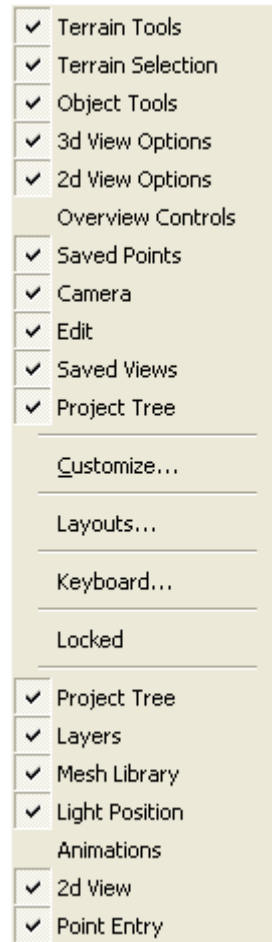 Terrain Tools
Terrain Selection
Object Tools
3d View Options
2d View Options
Overview Controls
Saved Points
Camera
Edit
Saved Views
Project Tree
Customize...
Layouts...
Keyboard...
Locked
Project Tree
Layers
Mesh Library
Light Position
Animations
2d View
Point Entry